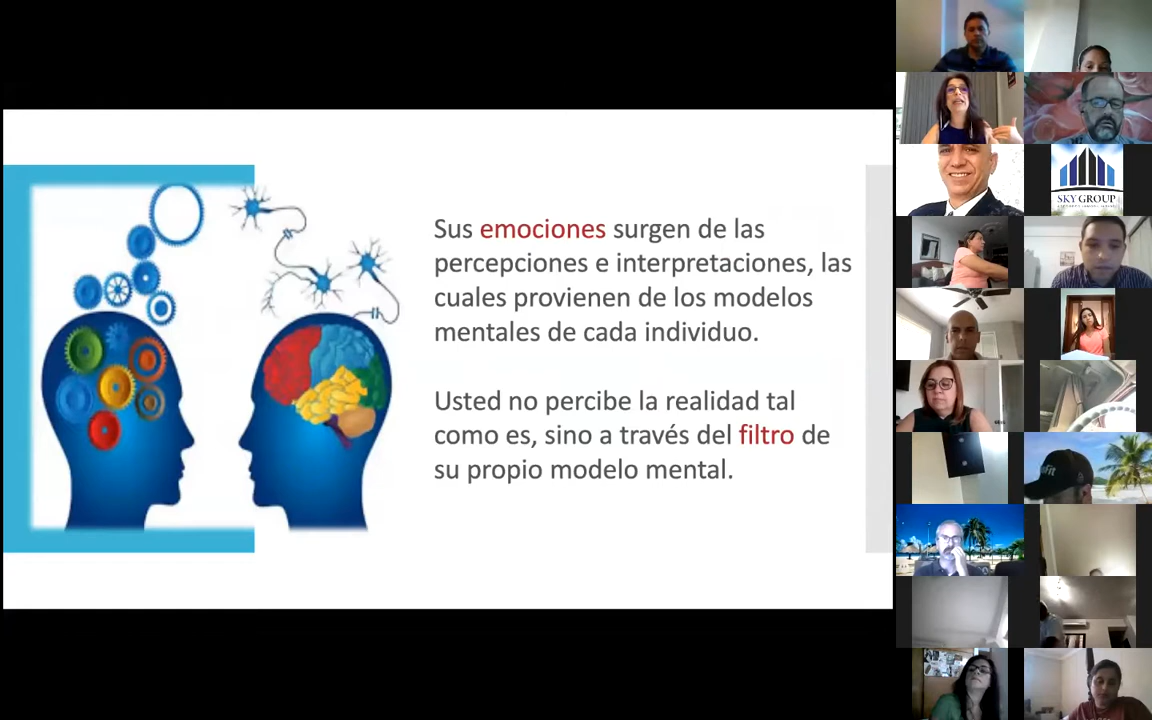 Sus emociones surgen de las
percepciones e interpretaciones, las
cuales provienen de los modelos
mentales de cada individuo.
Usted no percibe la realidad tal
como es, sino a través del filtro de
su propio modelo mental.
SKY GROUP